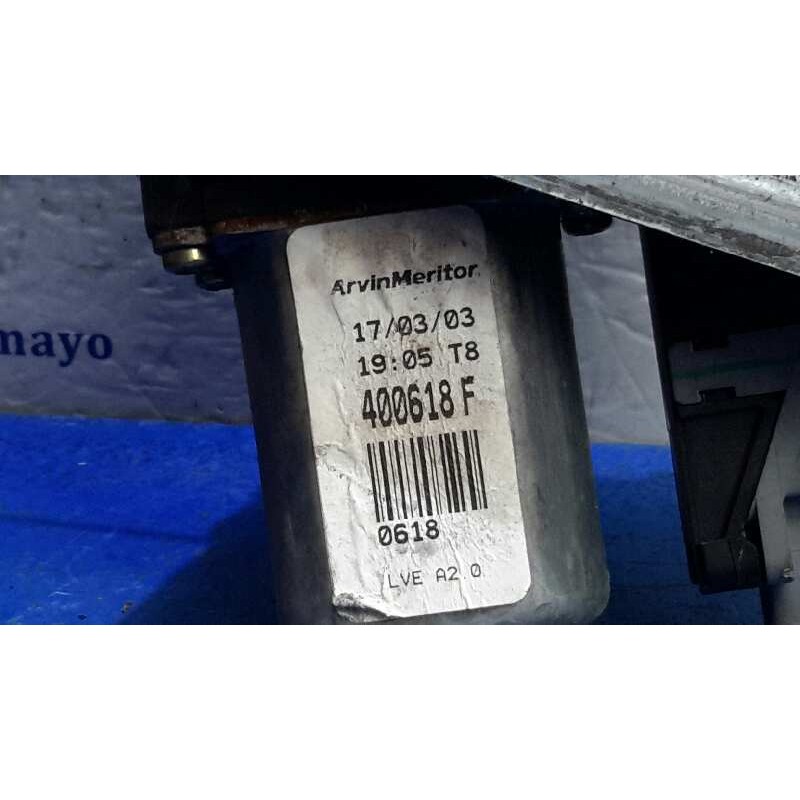 ArvinMeritor
17/03/03
19:05 T8
400618 F
0618
LVE A2.0
mayo